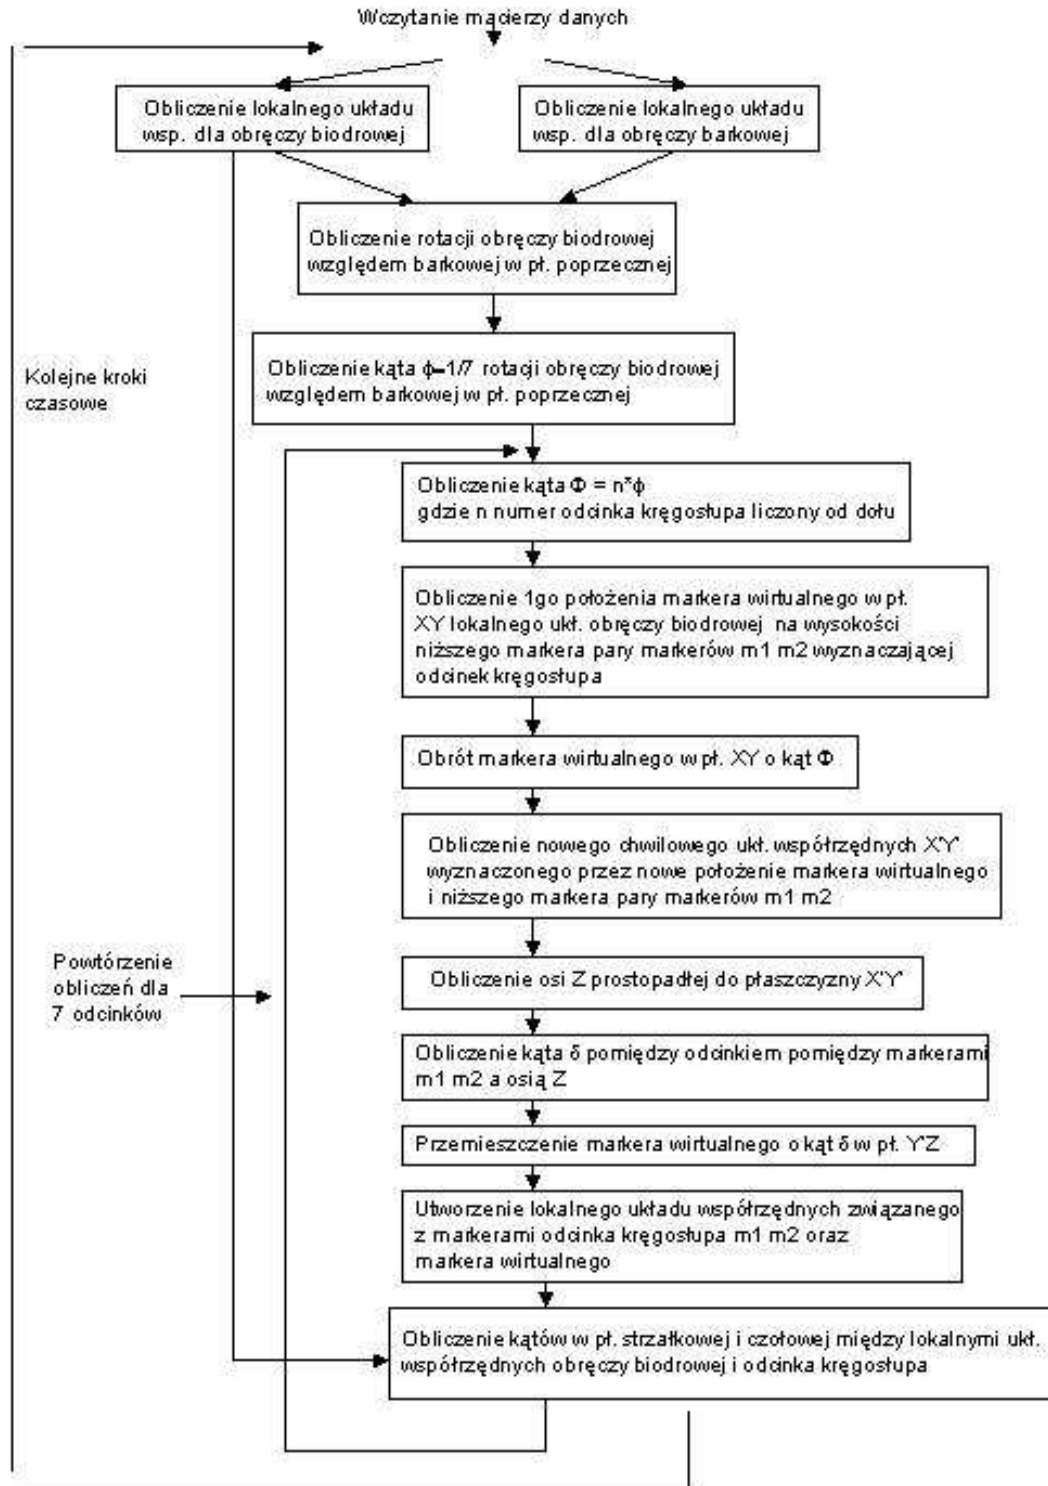 Wczytanie macierzy danych
Obliczenie lokalnego układu
wsp. dla obręczy biodrowej
Obliczenie lokalnego układu
wsp. dla obręczy barkowej
Obliczenie rotacji obręczy biodrowej
względem barkowej w pł. poprzecznej
Obliczenie kąta ϕ=1/7 rotacji obręczy biodrowej
względem barkowej w pł. poprzecznej
Kolejne kroki
czasowe
Obliczenie kąta Φ = n*ϕ
gdzie n numer odcinka kręgosłupa liczony od dołu
Obliczenie 1go położenia markera wirtualnego w pł.
XY lokalnego ukł. obręczy biodrowej na wysokości
niższego markera pary markerów m1 m2 wyznaczającej
odcinek kręgosłupa
Obrót markera wirtualnego w pł. XY o kąt Φ
Obliczenie nowego chwilowego ukł. współrzędnych X'Y'
wyznaczonego przez nowe położenie markera wirtualnego
i niższego markera pary markerów m1 m2
Powtórzenie
obliczeń dla
7 odcinków
Obliczenie osi Z prostopadłej do płaszczyzny X'Y'
Obliczenie kąta δ pomiędzy odcinkiem pomiędzy markerami
m1 m2 a osią Z
Przemieszczenie markera wirtualnego o kąt δ w pł. Y'Z
Utworzenie lokalnego układu współrzędnych związanego
z markerami odcinka kręgosłupa m1 m2 oraz
markera wirtualnego
Obliczenie kątów w pł. strzałkowej i czołowej między lokalnymi ukł.
współrzędnych obręczy biodrowej i odcinka kręgosłupa